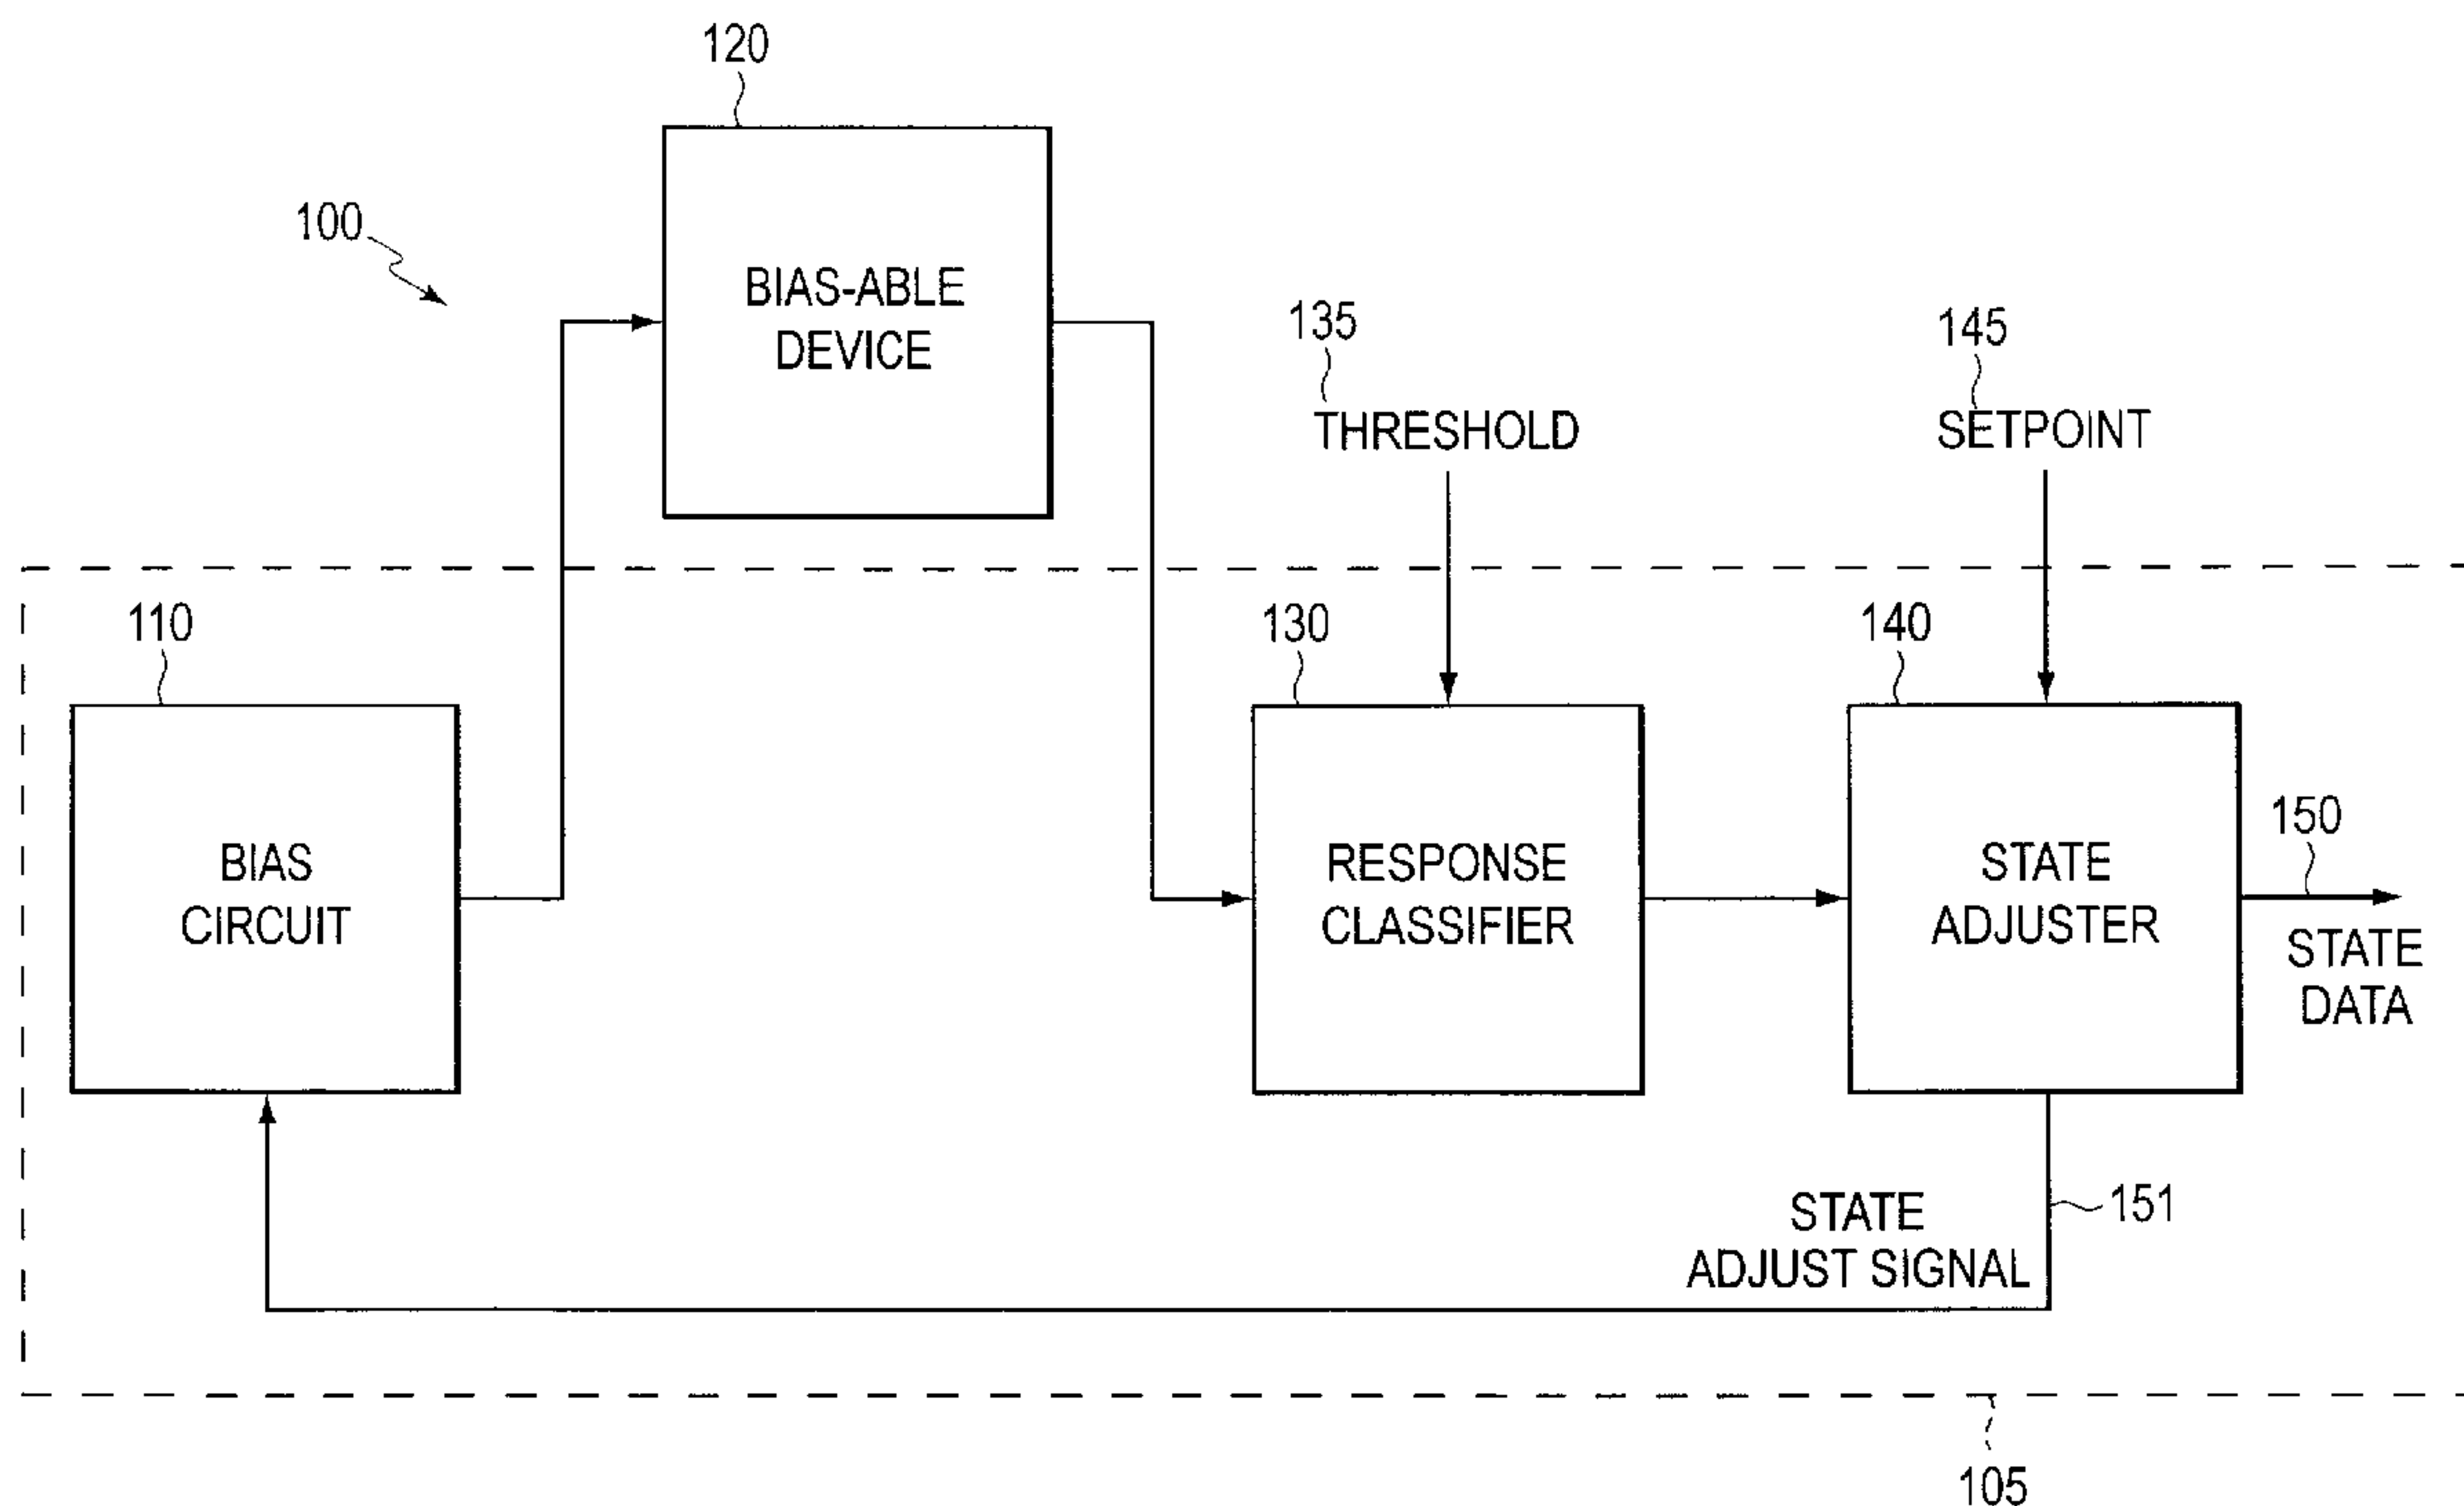 120
100
BIAS-ABLE
DEVICE
135
THRESHOLD
145
SETPOINT
110
BIAS
CIRCUIT
130
RESPONSE
CLASSIFIER
140
STATE
ADJUSTER
150
STATE
DATA
STATE
ADJUST SIGNAL
151
105